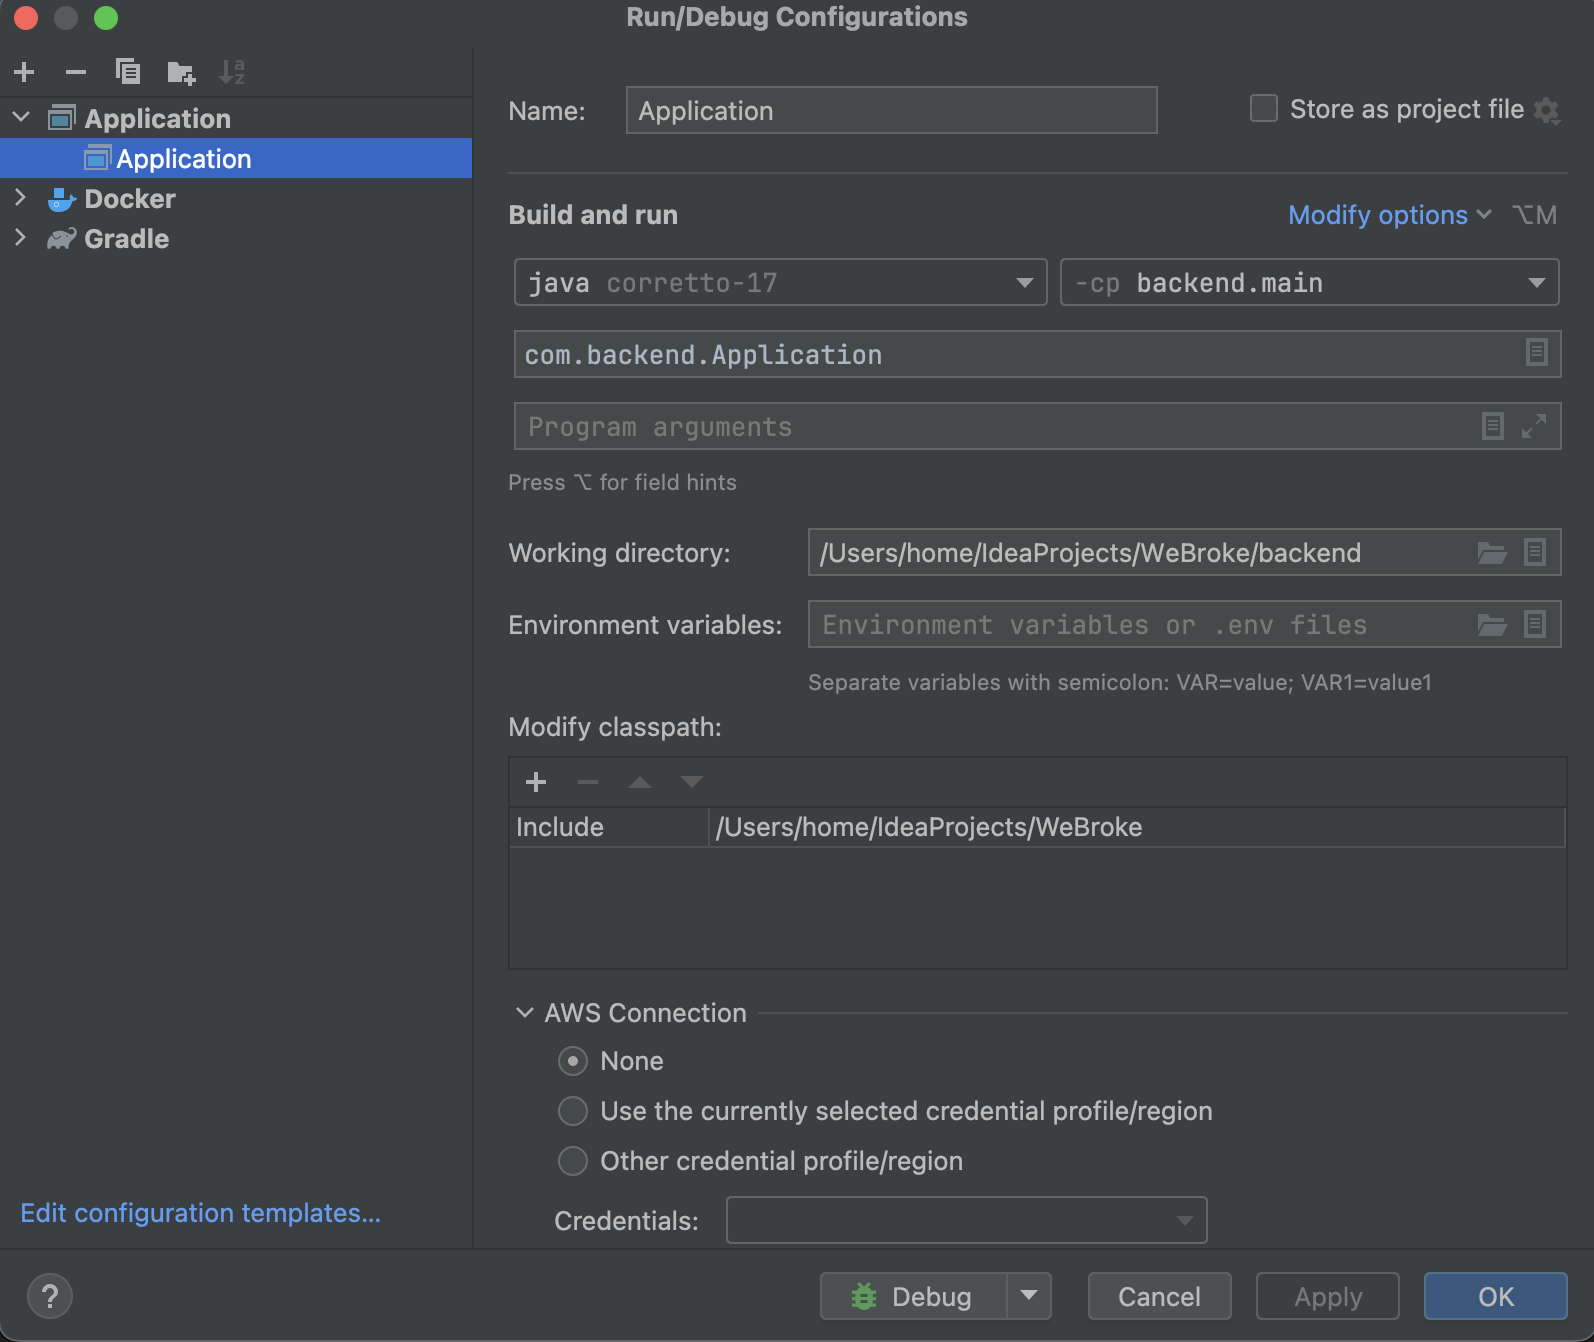 Run/Debug Configurations
Application
Application
Docker
Gradle
Edit configuration templates...
Name: Application
Store as project file
Build and run
Modify options ⌥M
java corretto-17
-cp backend.main
com.backend.Application
Program arguments
Press ⌥ for field hints
Working directory: /Users/home/IdeaProjects/WeBroke/backend
Environment variables: Environment variables or .env files
Separate variables with semicolon: VAR=value; VAR1=value1
Modify classpath:
Include /Users/home/IdeaProjects/WeBroke
AWS Connection
None
Use the currently selected credential profile/region
Other credential profile/region
Credentials:
?
Debug
Cancel
Apply
OK